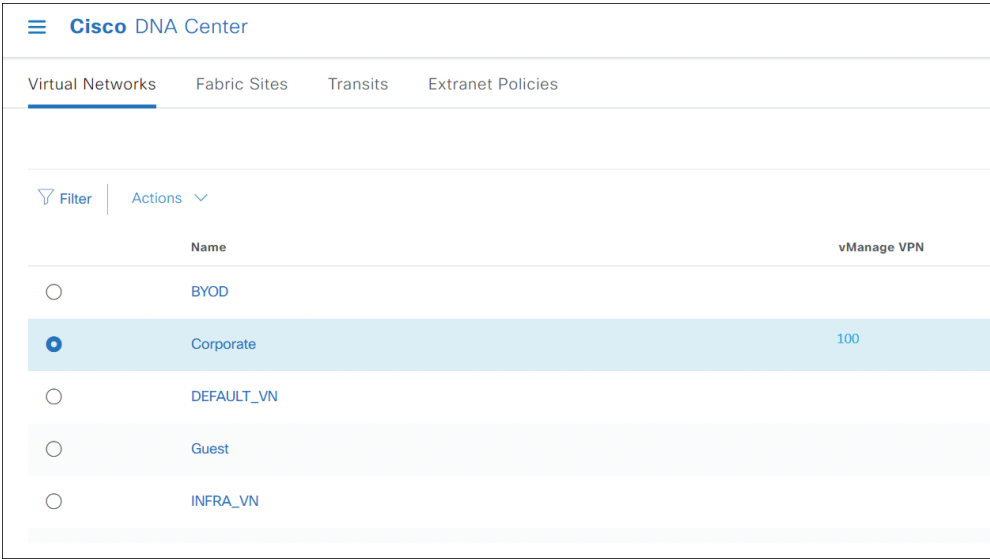 Cisco DNA Center
Virtual Networks Fabric Sites Transits Extranet Policies
Filter Actions
Name vManage VPN
BYOD
Corporate 100
DEFAULT_VN
Guest
INFRA_VN